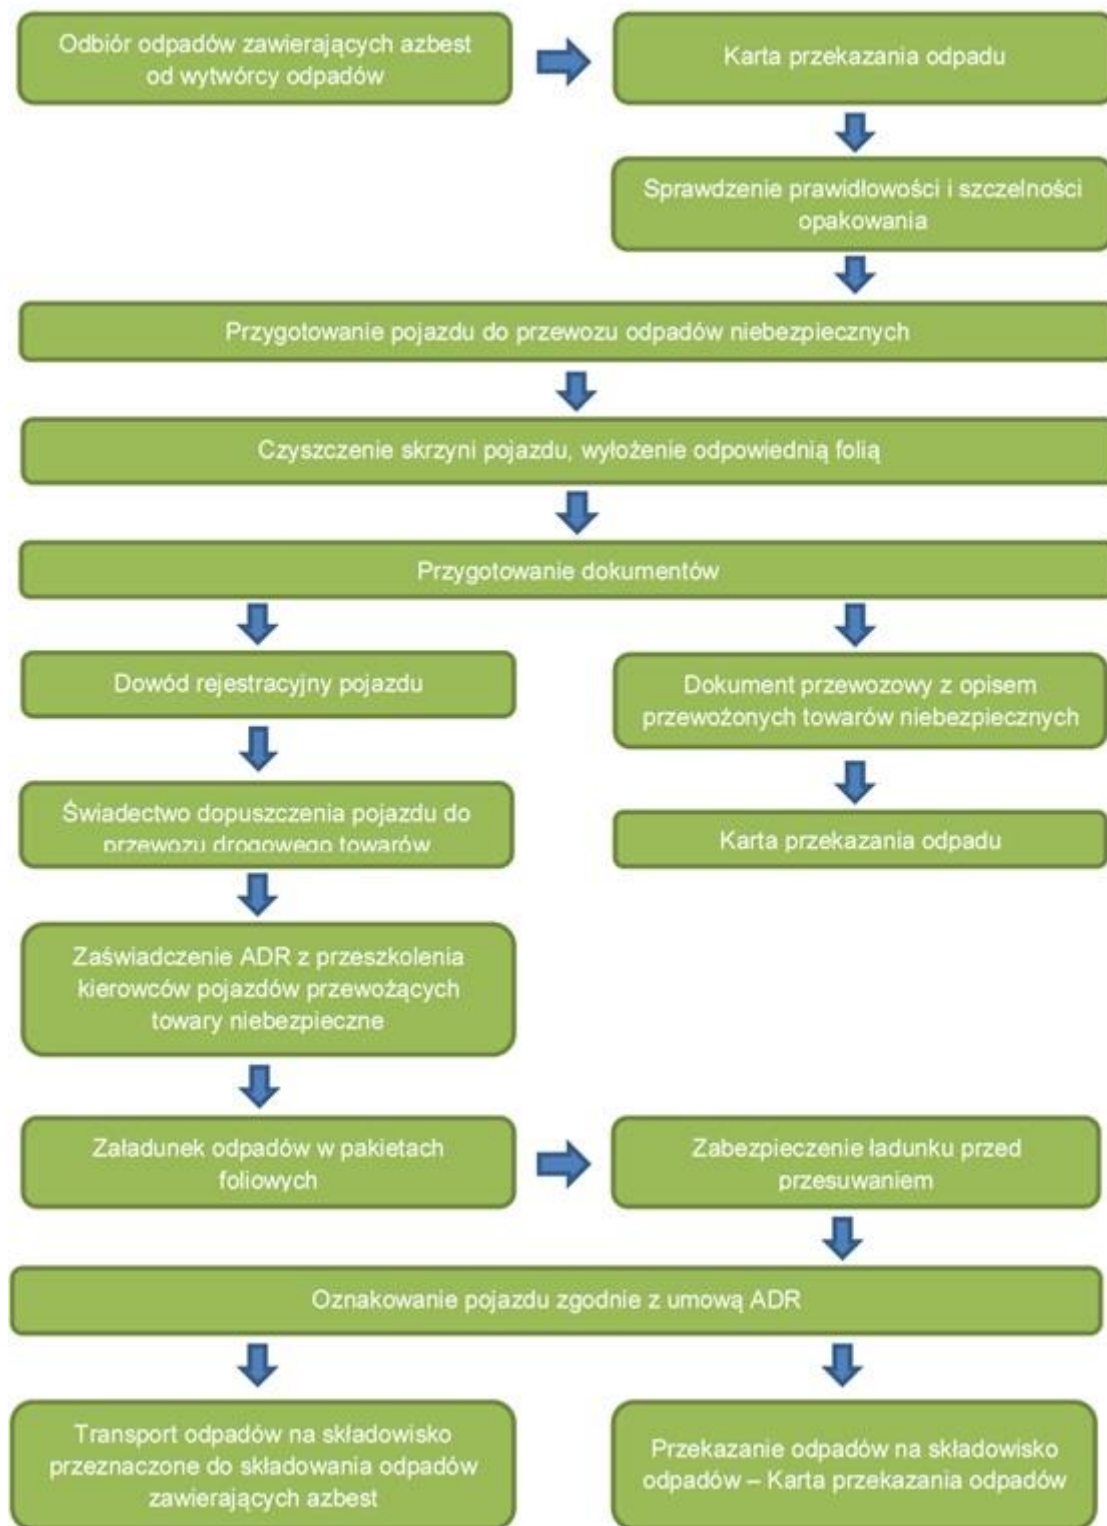 Odbiór odpadów zawierających azbest
od wytwórcy odpadów
Karta przekazania odpadu
Sprawdzenie prawidłowości i szczelności
opakowania
Przygotowanie pojazdu do przewozu odpadów niebezpiecznych
Czyszczenie skrzyni pojazdu, wyłożenie odpowiednią folią
Przygotowanie dokumentów
Dowód rejestracyjny pojazdu
Dokument przewozowy z opisem
przewożonych towarów niebezpiecznych
Świadectwo dopuszczenia pojazdu do
przewozu drogowego towarów
Karta przekazania odpadu
Zaświadczenie ADR z przeszkolenia
kierowców pojazdów przewożących
towary niebezpieczne
Załadunek odpadów w pakietach
foliowych
Zabezpieczenie ładunku przed
przesuwaniem
Oznakowanie pojazdu zgodnie z umową ADR
Transport odpadów na składowisko
przeznaczone do składowania odpadów
zawierających azbest
Przekazanie odpadów na składowisko
odpadów – Karta przekazania odpadów